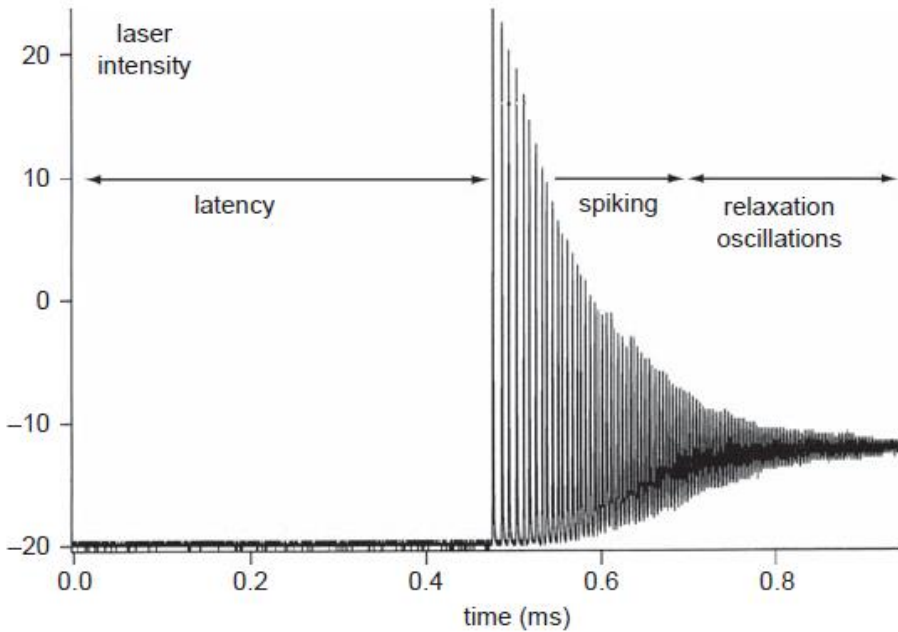 laser
intensity
20
10
latency
spiking
relaxation
oscillations
0
–10
–20
0.0 0.2 0.4 0.6 0.8
time (ms)